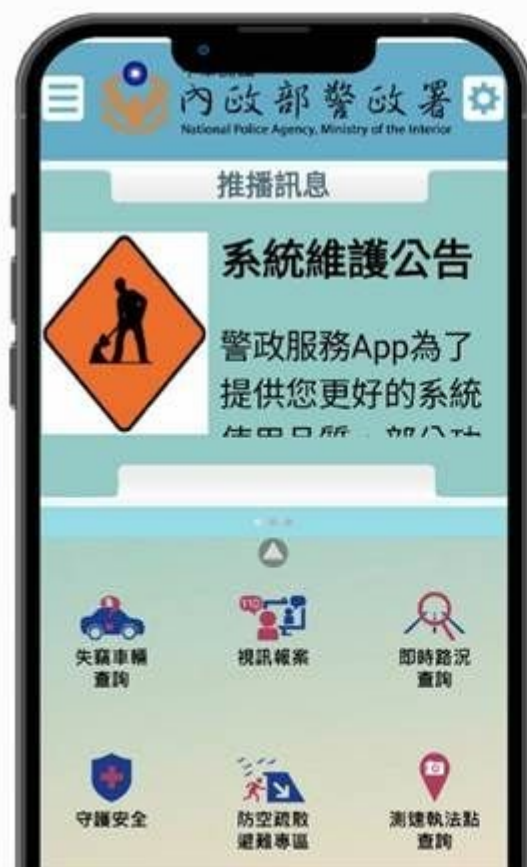 內政部警政署
National Police Agency, Ministry of the Interior
推播訊息
系統維護公告
警政服務App為了
提供您更好的系統
110
失竊車輛
查詢
視訊報案
即時路況
查詢
守護安全
防空疏散
避難專區
測速執法點
查詢